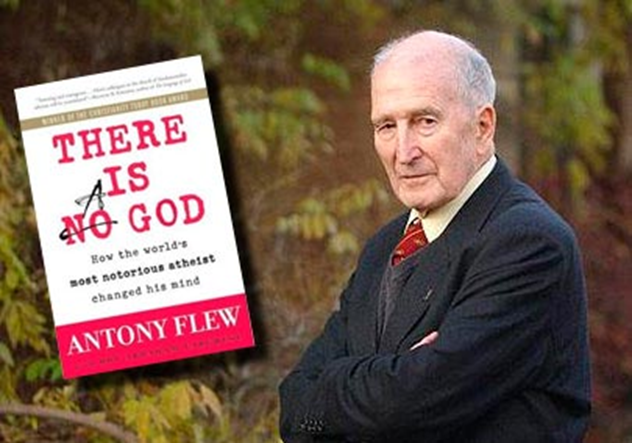 WINNER OF THE CHRISTIANITY TODAY BOOK AWARD
THERE
A
IS
NO GOD
How the world's
most notorious atheist
changed his mind
ANTONY FLEW